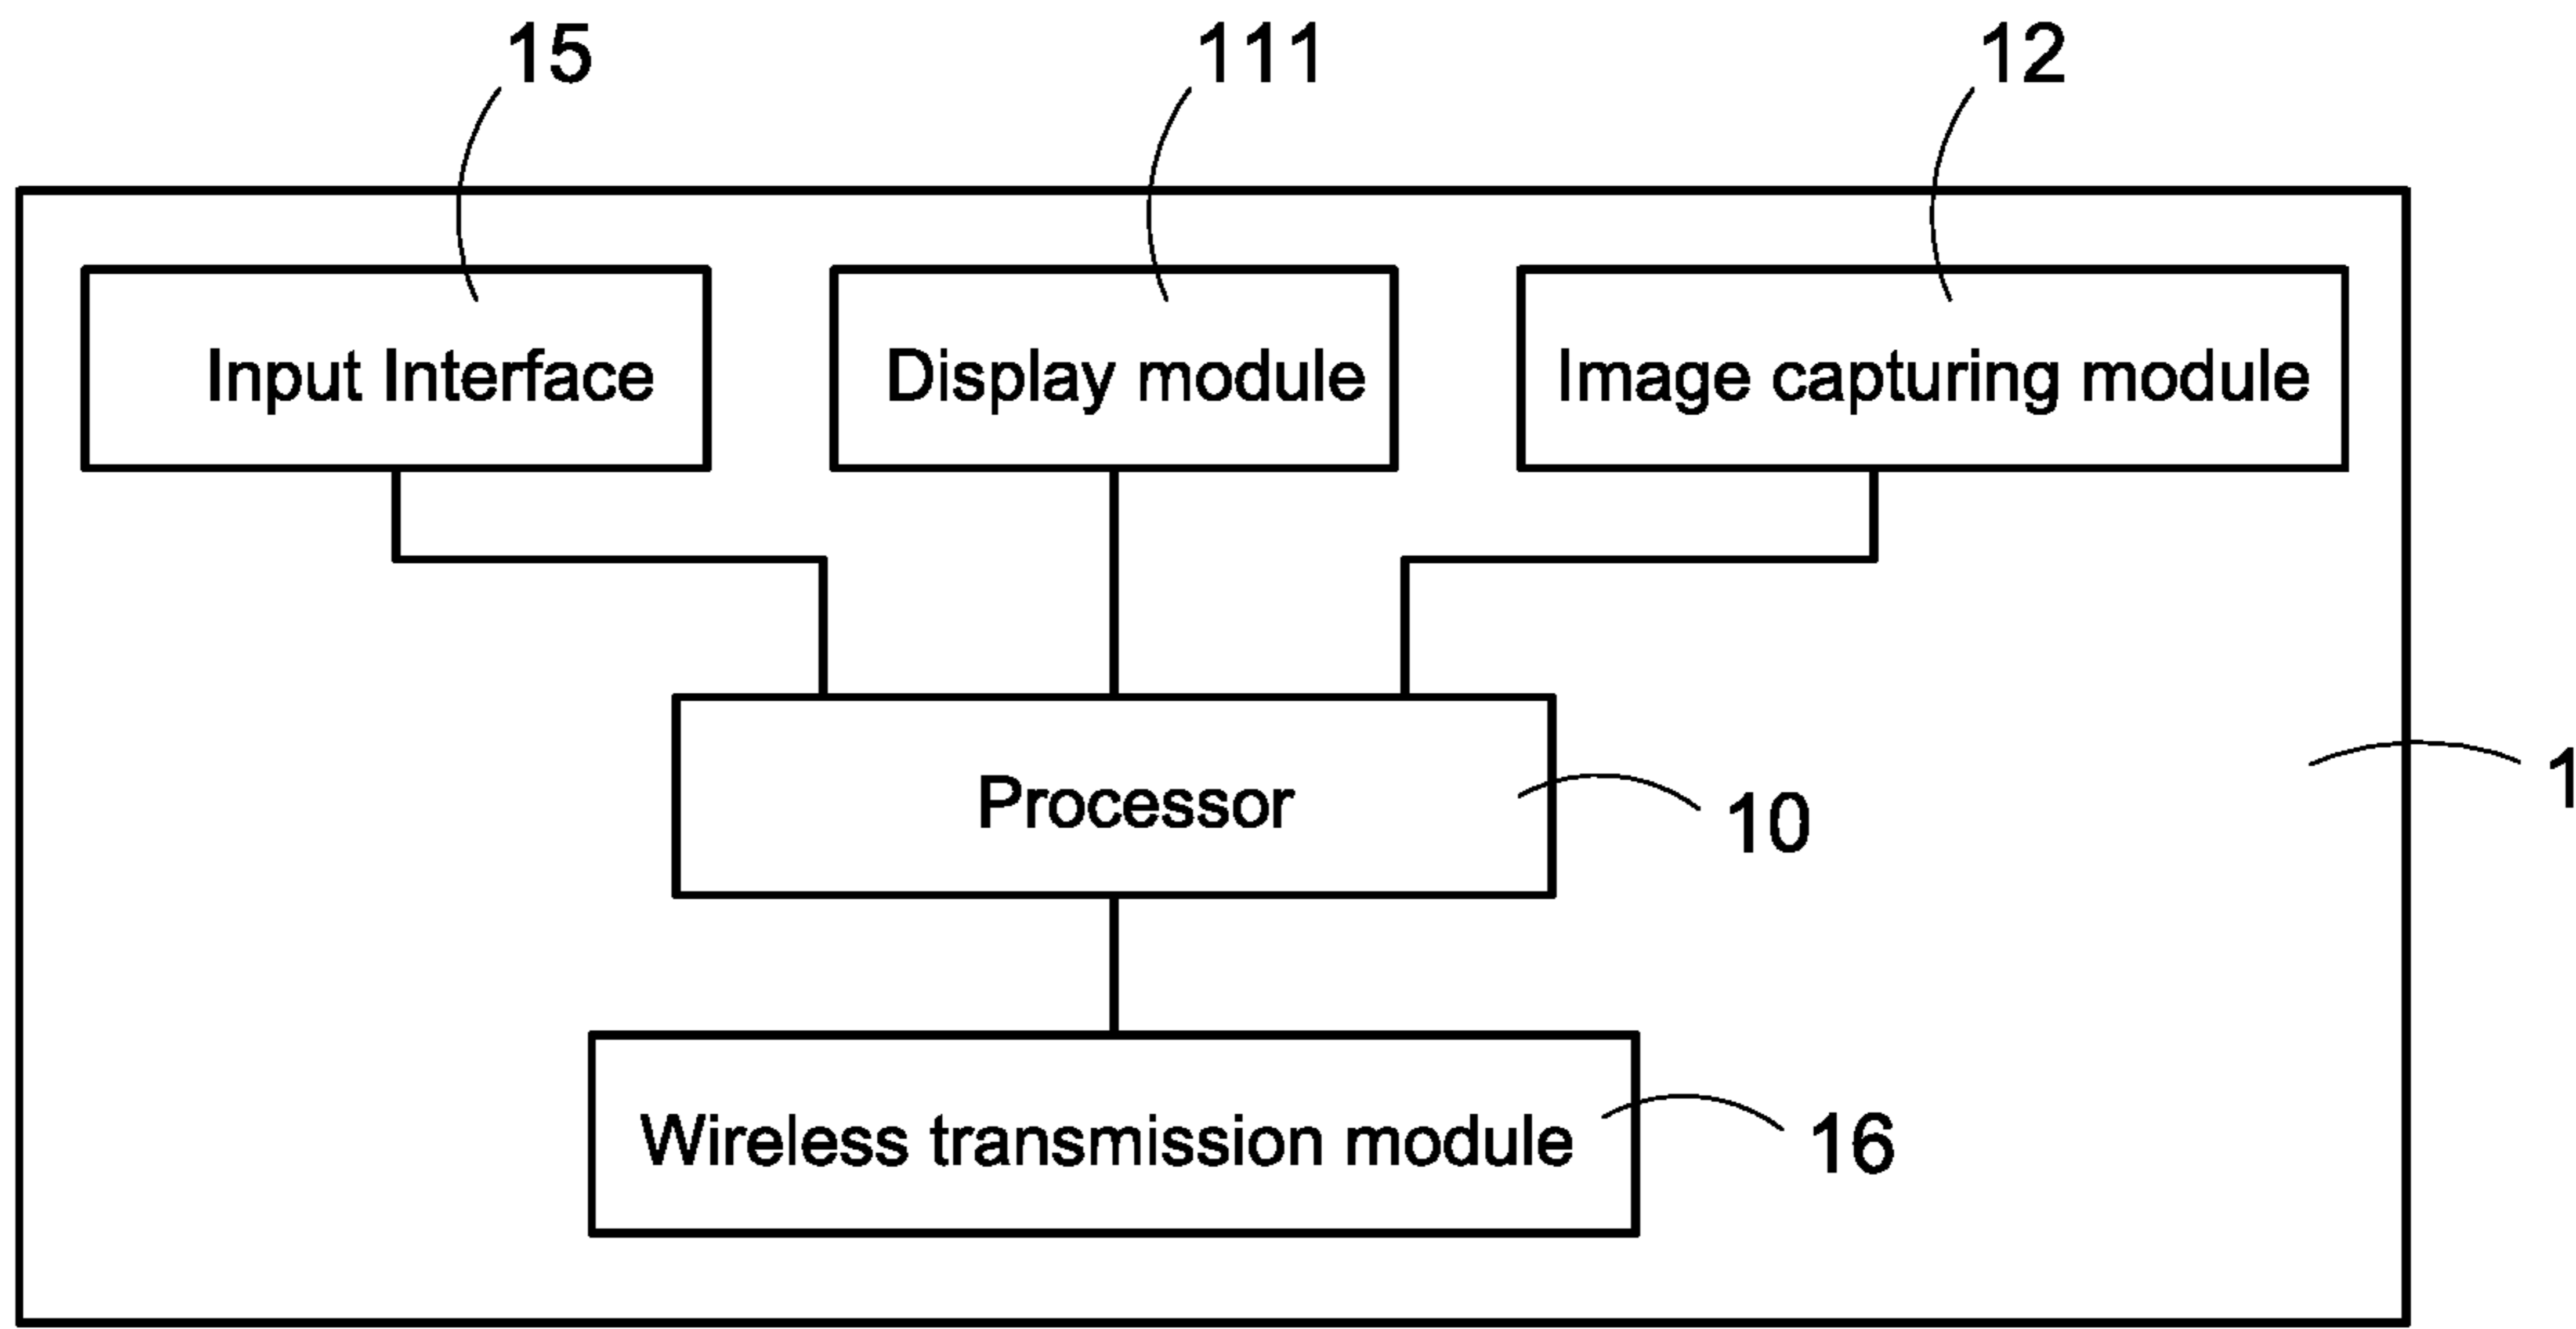 15
111
12
Input Interface
Display module
Image capturing module
Processor
10
1
Wireless transmission module
16